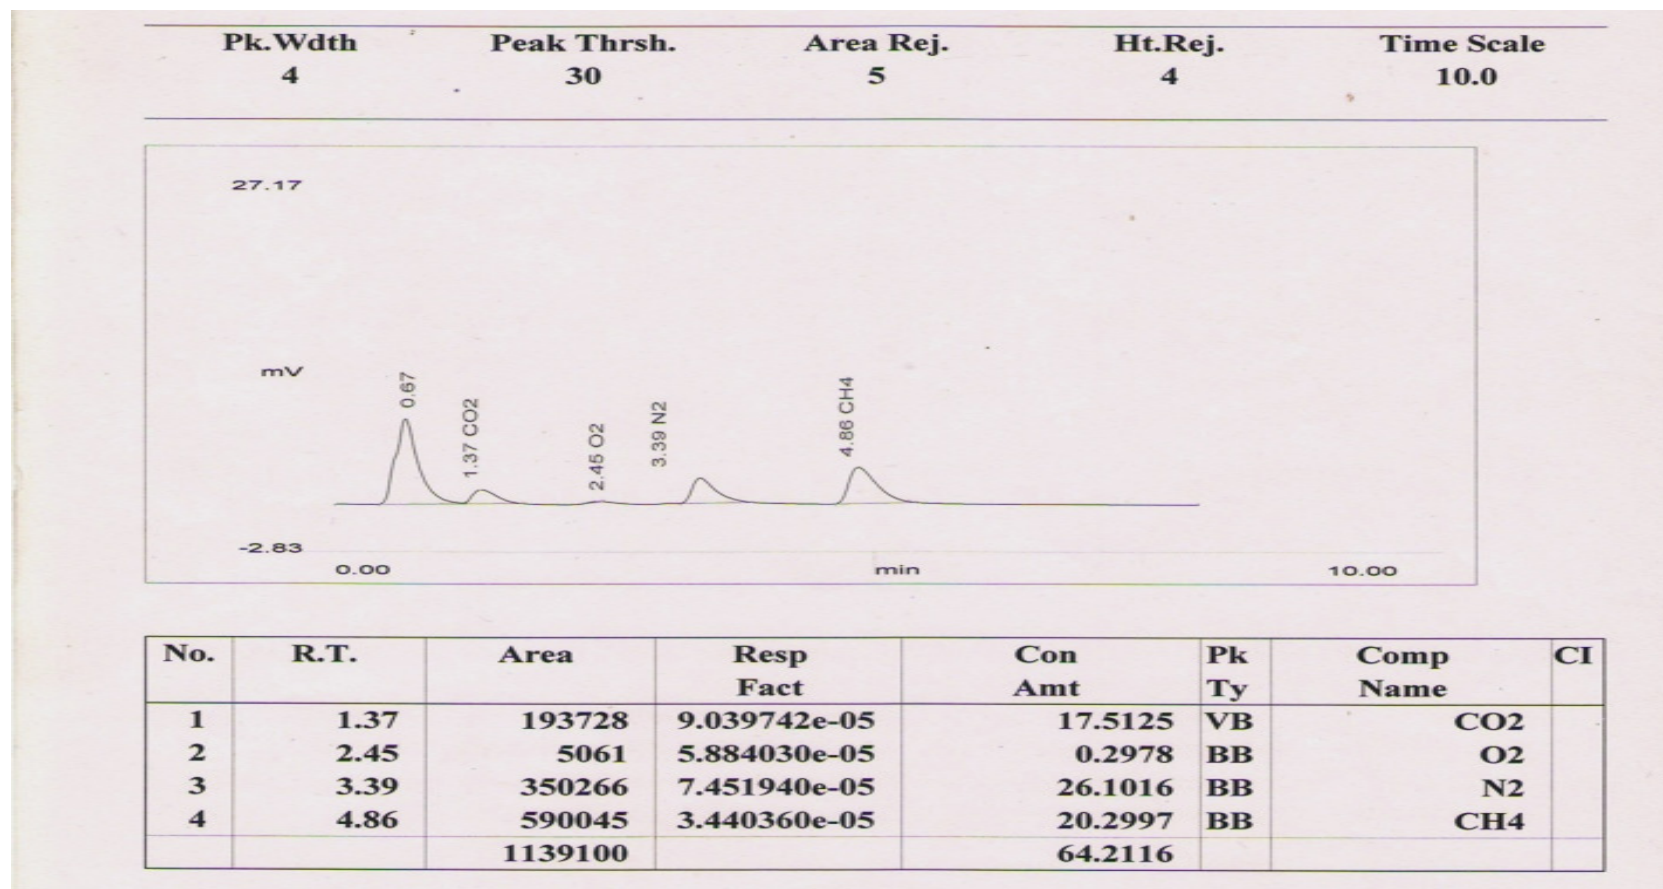 Pk.Wdth Peak Thrsh. Area Rej. Ht.Rej. Time Scale
4 30 5 4 10.0
27.17
mV
0.67
1.37 CO2
2.45 O2
3.39 N2
4.86 CH4
-2.83
0.00 min 10.00
No. R.T. Area Resp Fact Con Amt Pk Ty Comp Name CI
1 1.37 193728 9.039742e-05 17.5125 VB CO2
2 2.45 5061 5.884030e-05 0.2978 BB O2
3 3.39 350266 7.451940e-05 26.1016 BB N2
4 4.86 590045 3.440360e-05 20.2997 BB CH4
1139100 64.2116